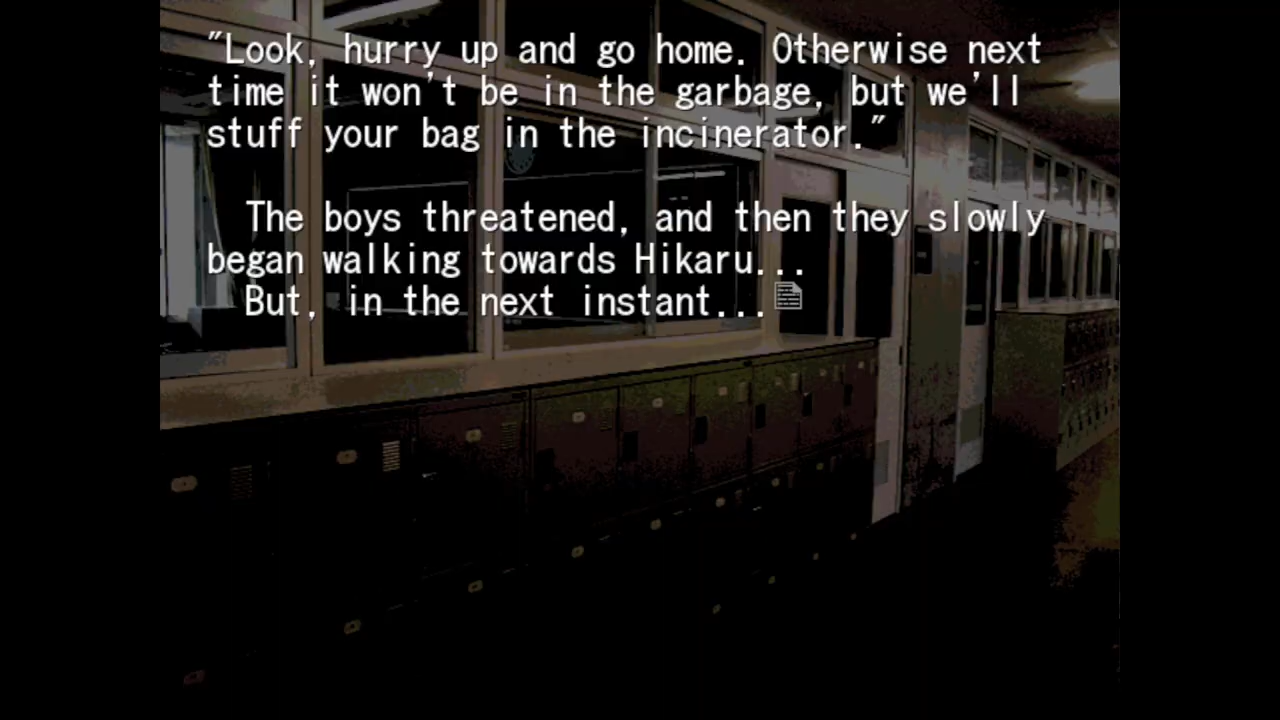 "Look, hurry up and go home. Otherwise next
time it won't be in the garbage, but we'll
stuff your bag in the incinerator."
The boys threatened, and then they slowly
began walking towards Hikaru...
But, in the next instant...